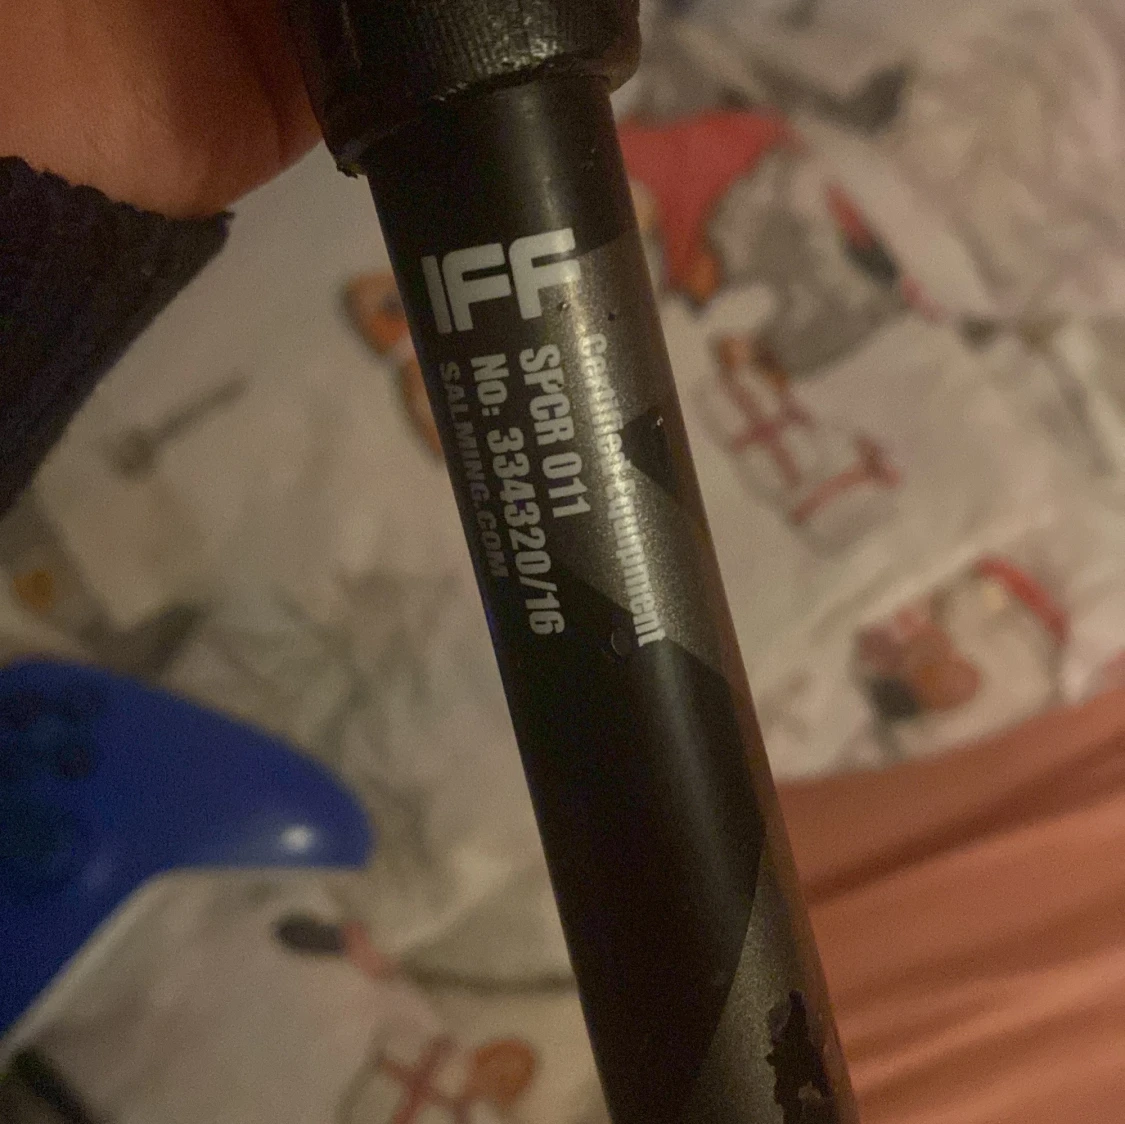 IFF
Certified equipment
SPCR 011
No: 334320/16
SALMING.COM